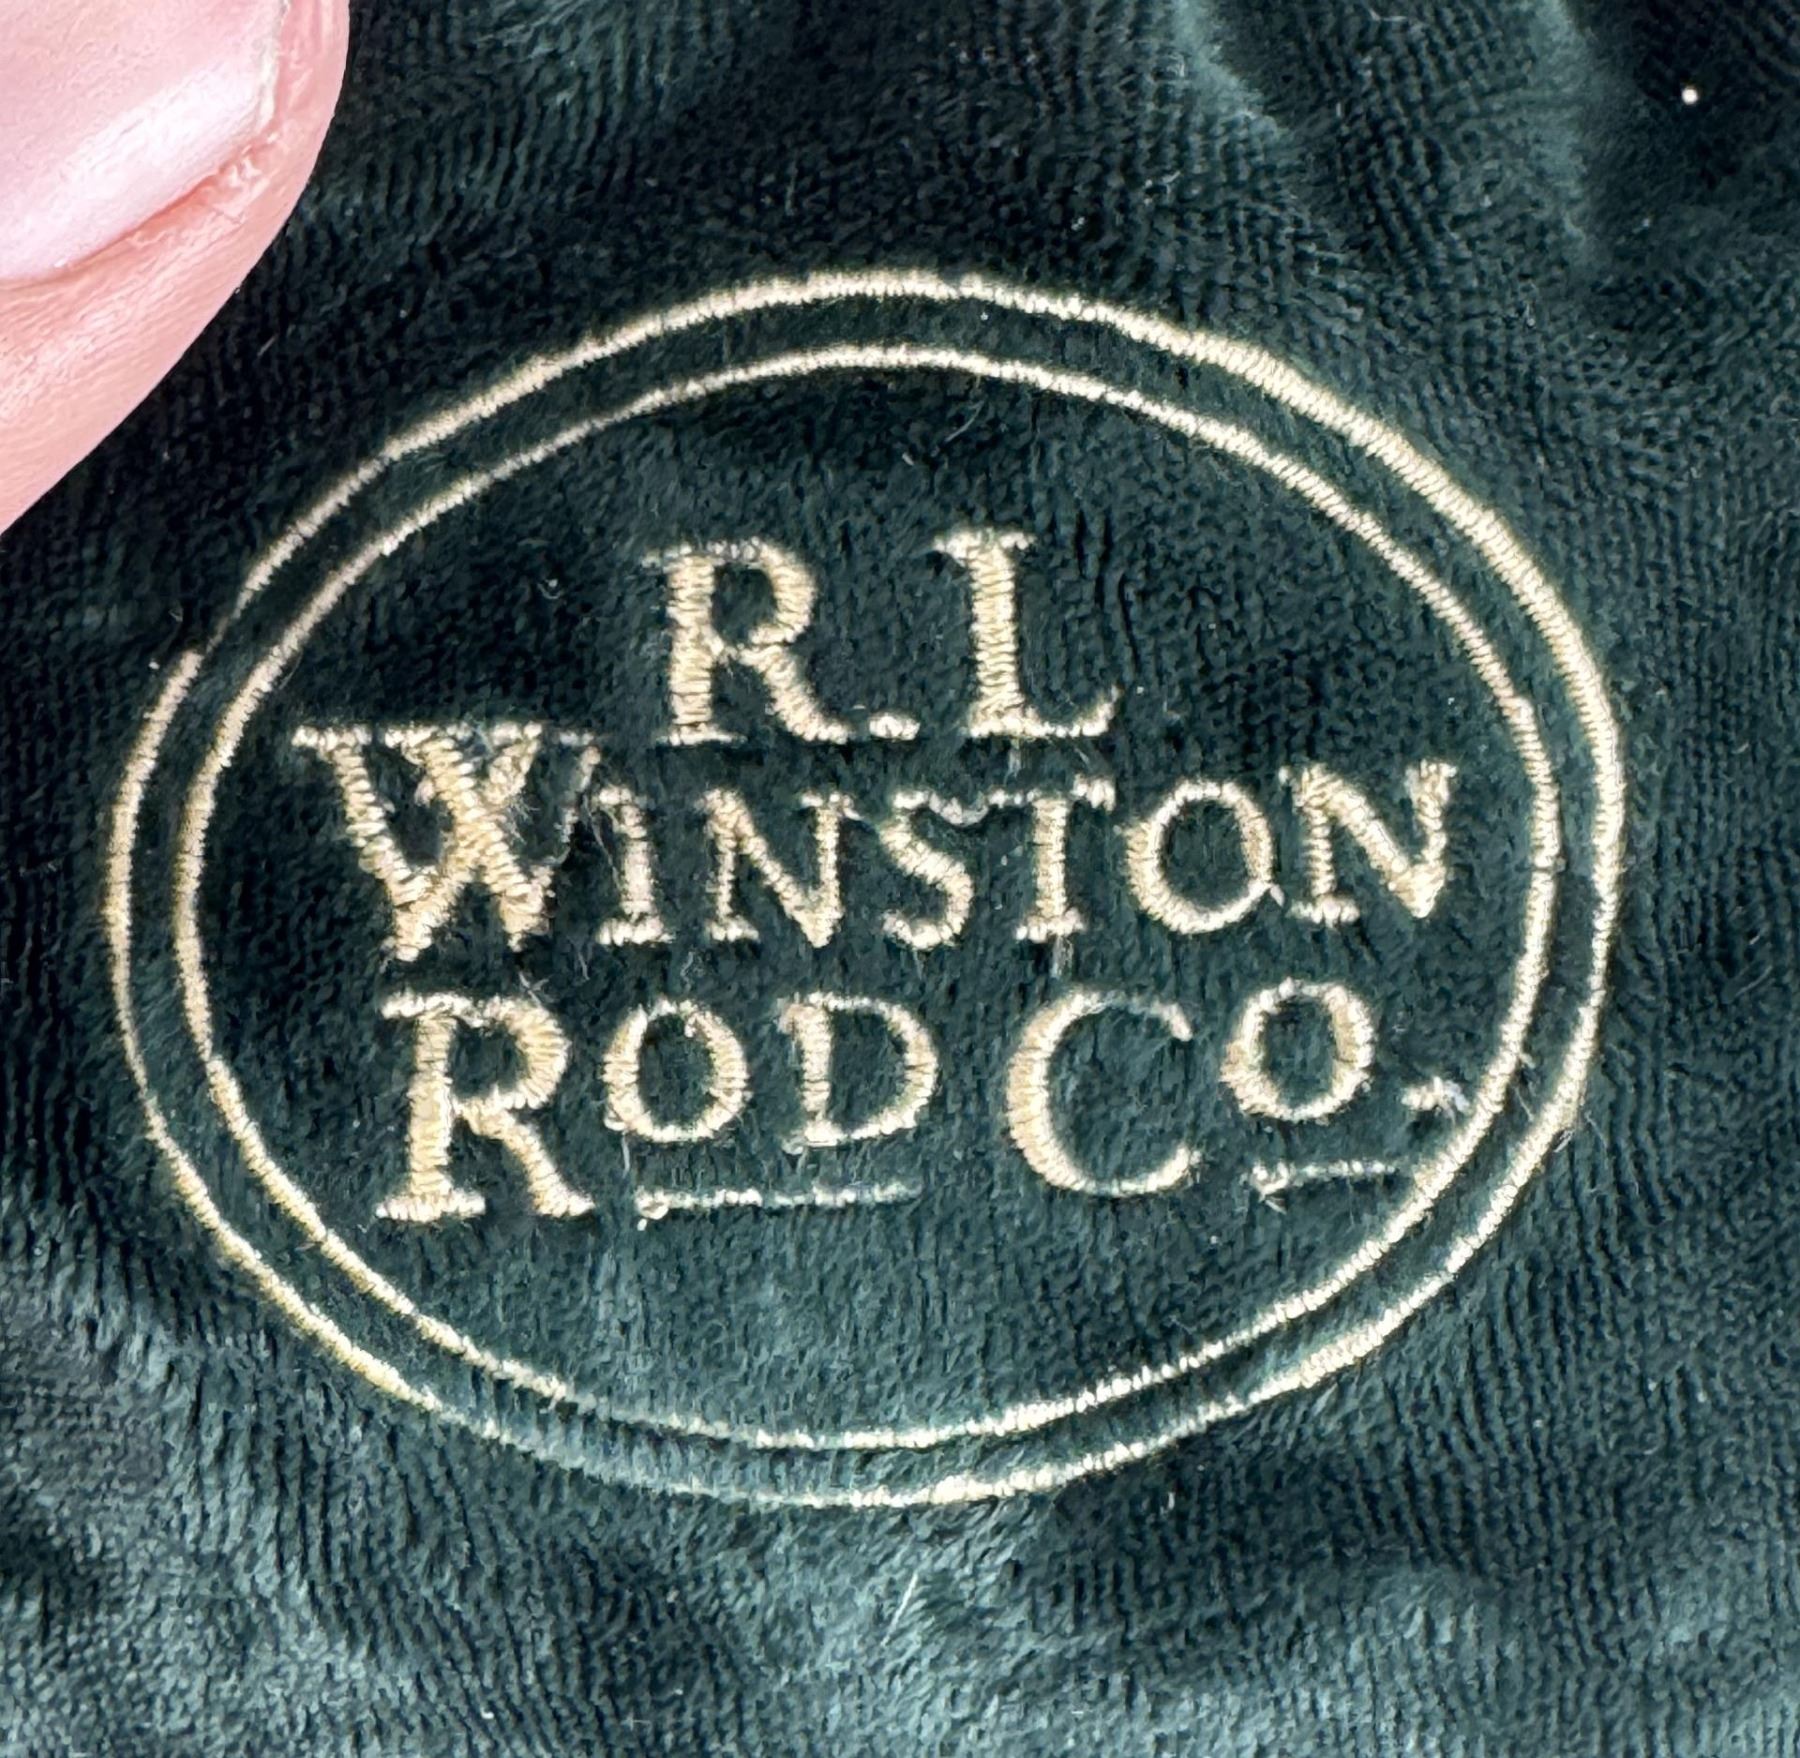 R. L
WINSTON
ROD CO.